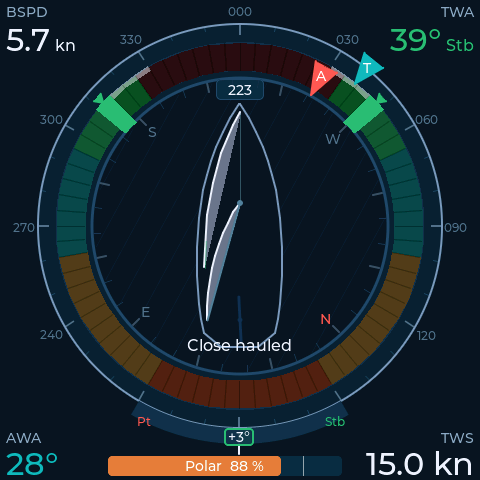 BSPD
000
TWA
5.7 kn
39° Stb
330
030
T
A
223
300
060
S
W
270
090
E
N
240
120
Close hauled
Pt
Stb
+3°
AWA
TWS
28°
Polar 88 %
15.0 kn